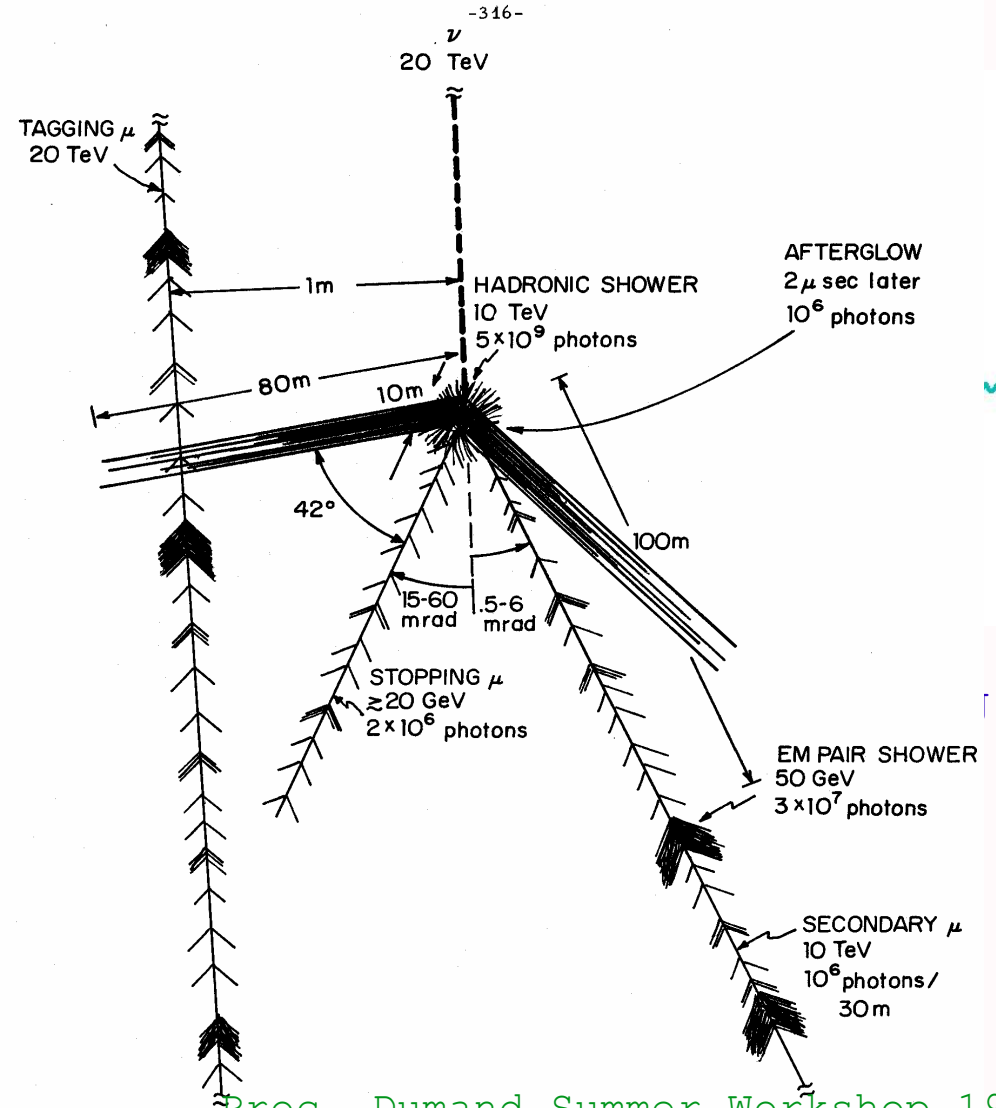 -316-
ν
20 TeV
TAGGING μ
20 TeV
AFTERGLOW
2μ sec later
10⁶ photons
1m
HADRONIC SHOWER
10 TeV
5×10⁹ photons
80m
10m
42°
100m
15-60
mrad
.5-6
mrad
STOPPING μ
≳20 GeV
2×10⁶ photons
EM PAIR SHOWER
50 GeV
3×10⁷ photons
SECONDARY μ
10 TeV
10⁶ photons/
30m
Proc. Dumand Summer Workshop